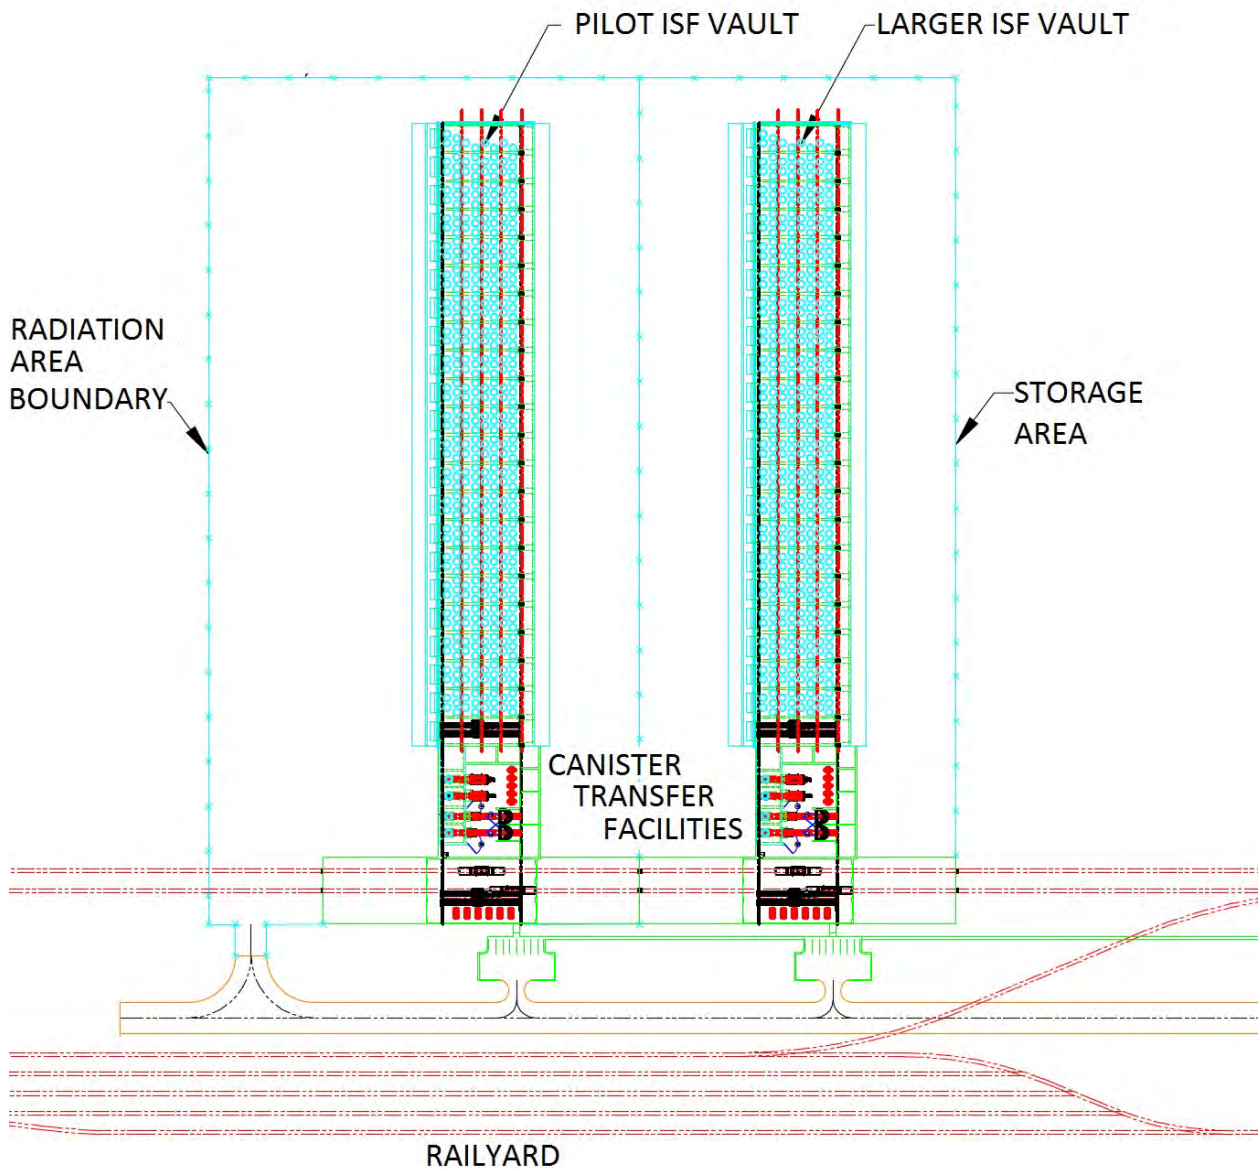 PILOT ISF VAULT
LARGER ISF VAULT
RADIATION
AREA
BOUNDARY
STORAGE
AREA
CANISTER
TRANSFER
FACILITIES
RAILYARD